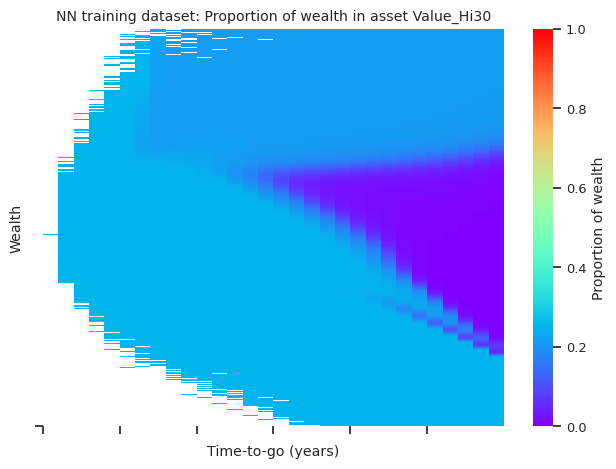 NN training dataset: Proportion of wealth in asset Value_Hi30
Wealth
Time-to-go (years)
1.0
0.8
0.6
0.4
0.2
0.0
Proportion of wealth